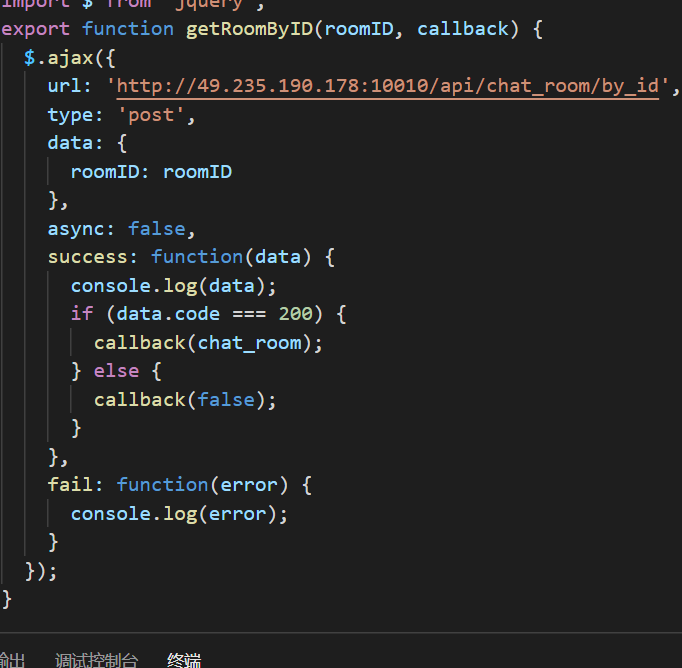 import $ from 'jquery';
export function getRoomByID(roomID, callback) {
$.ajax({
url: 'http://49.235.190.178:10010/api/chat_room/by_id',
type: 'post',
data: {
roomID: roomID
},
async: false,
success: function(data) {
console.log(data);
if (data.code === 200) {
callback(chat_room);
} else {
callback(false);
}
},
fail: function(error) {
console.log(error);
}
});
}
输出 调试控制台 终端